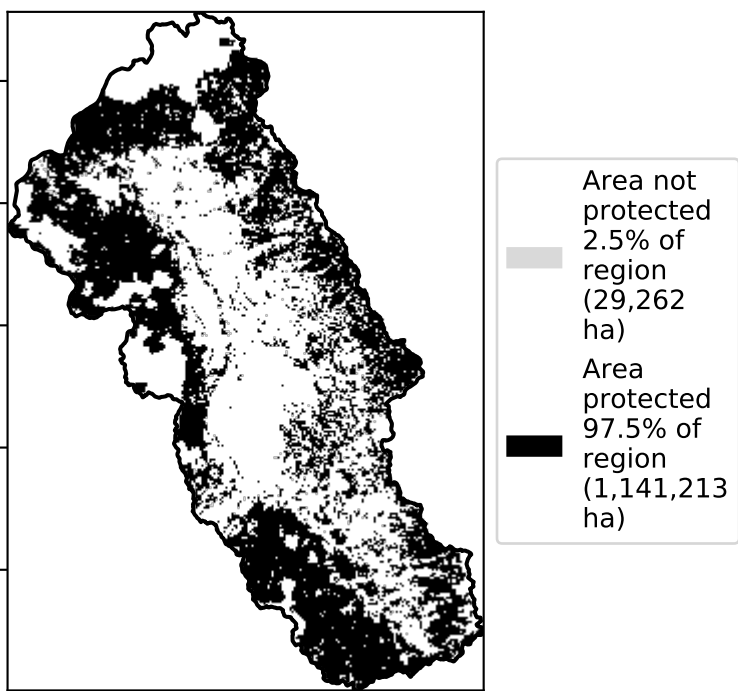 Area not
protected
2.5% of
region
(29,262
ha)
Area
protected
97.5% of
region
(1,141,213
ha)